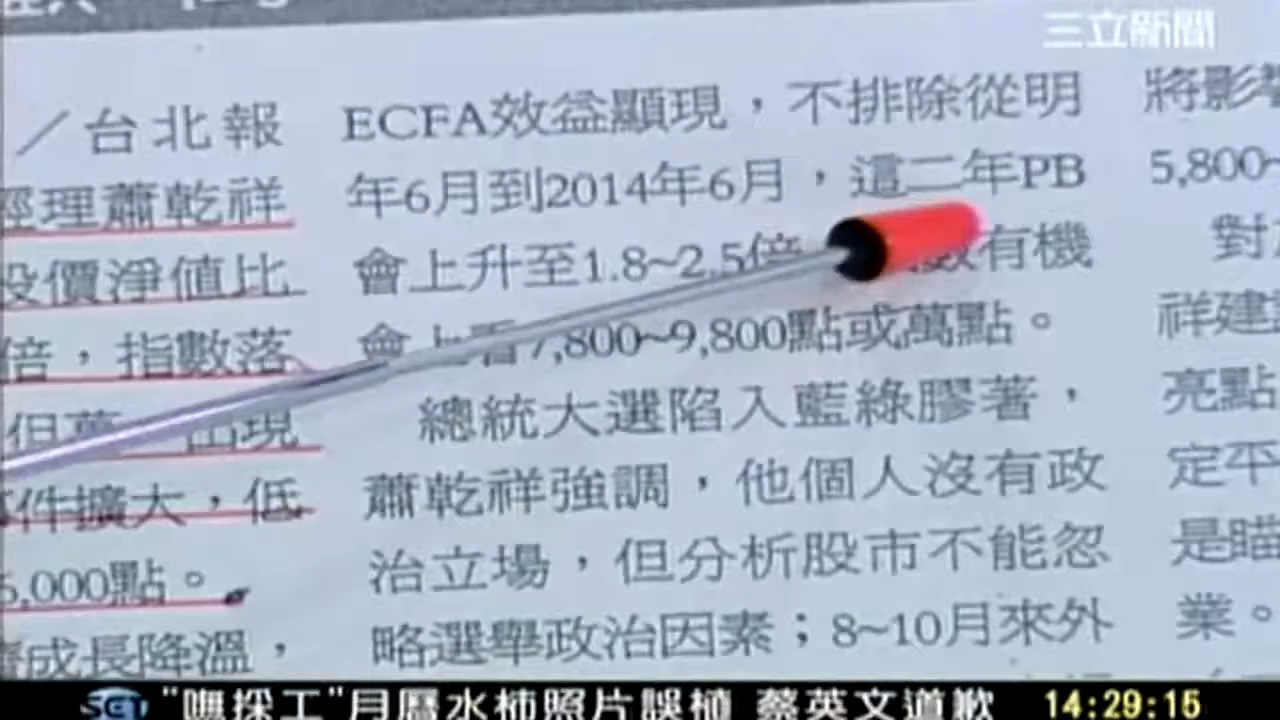 三立新聞
／台北報
經理蕭乾祥
股價淨值比
倍，指數落
出現
件擴大，低
5,000點。
成長降溫，
ECFA效益顯現，不排除從明
年6月到2014年6月，這二年PB
會上升至1.8~2.5倍 數有機
會上看7,800~9,800點或萬點。
總統大選陷入藍綠膠著，
蕭乾祥強調，他個人沒有政
治立場，但分析股市不能忽
略選舉政治因素；8~10月來外
將影響
5,800~
對
祥建
亮點
定平
是瞄
業。
SET "噗採工"月曆水柿照片誤植 蔡英文道歉 14:29:15